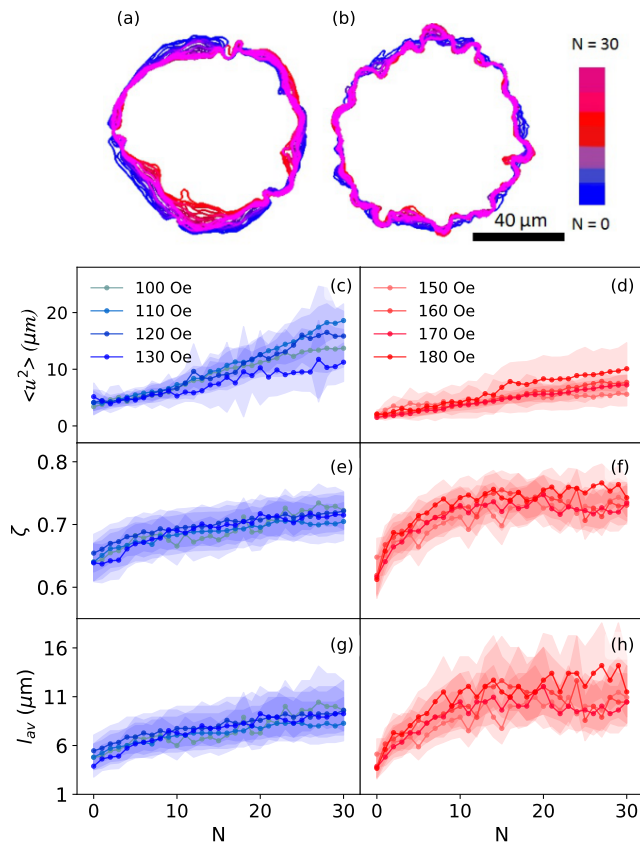 (a)
(b)
N = 30
N = 0
40 μm
(c)
100 Oe
110 Oe
120 Oe
130 Oe
(d)
150 Oe
160 Oe
170 Oe
180 Oe
<u²> (μm)
20
10
0
(e)
(f)
ζ
0.8
0.7
0.6
(g)
(h)
l_av (μm)
16
11
6
1
0 10 20 30
0 10 20 30
N
N